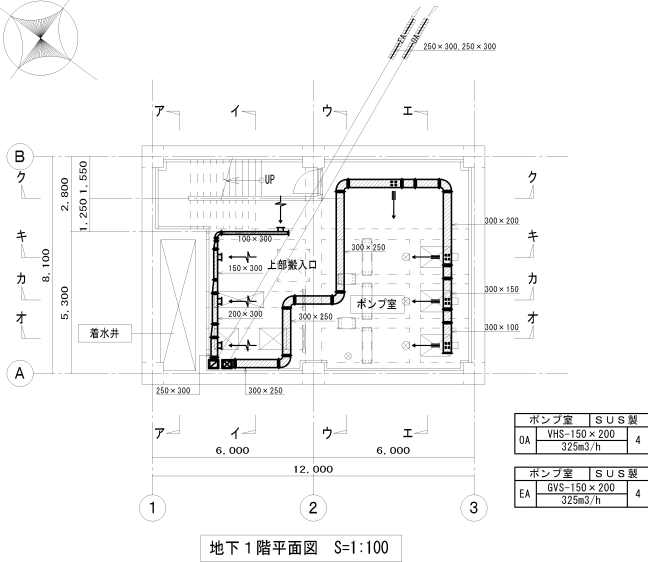 EA
OA
250×300, 250×300
ア イ ウ エ
B
ク ク
UP
キ キ
カ カ
オ オ
2,800
1,550
1,250
8,100
5,300
100×300
150×300
200×300
上部搬入口
300×250
300×200
300×150
300×100
ポンプ室
300×250
着水井
A
250×300
300×250
ア イ ウ エ
6,000 6,000
12,000
1 2 3
ポンプ室 SUS製
OA VHS-150×200 4
325m3/h
ポンプ室 SUS製
EA GVS-150×200 4
325m3/h
地下1階平面図 S=1:100